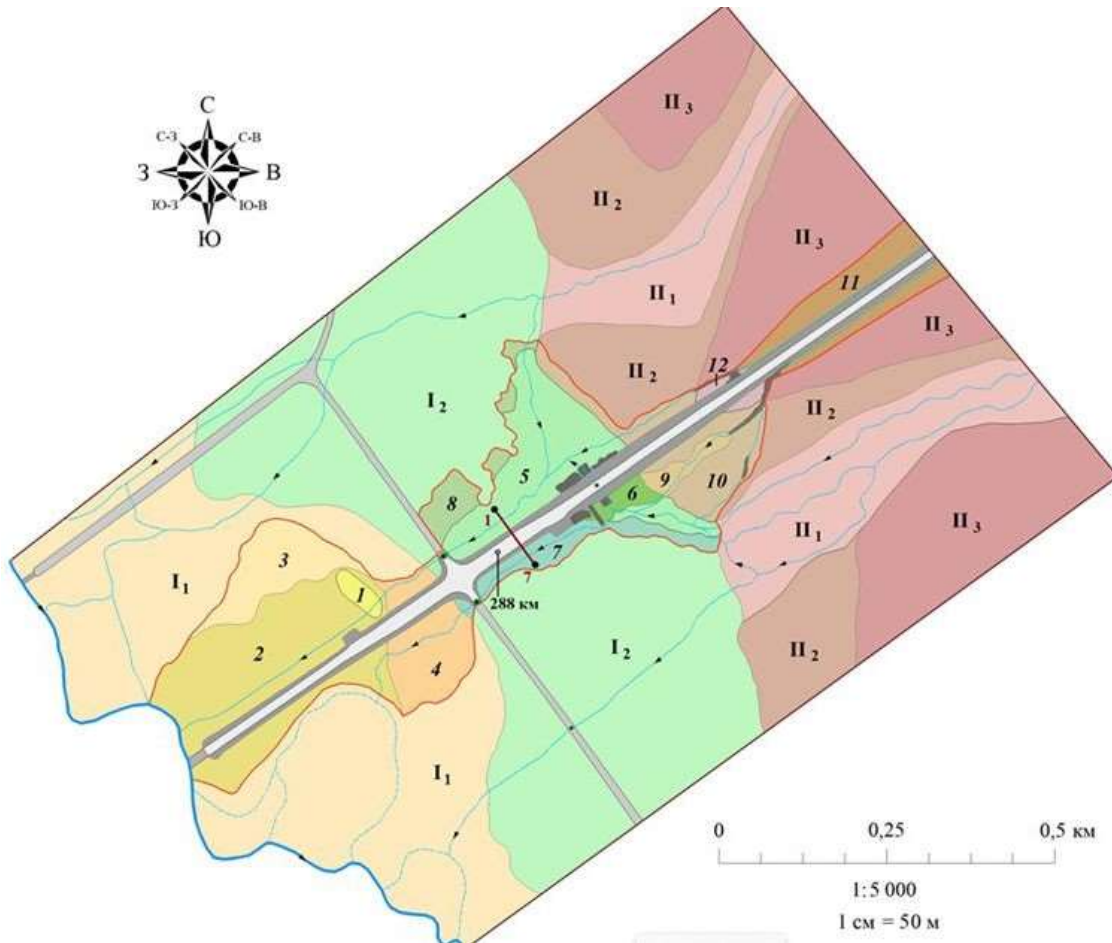 С
С-З
С-В
З
В
Ю-З
Ю-В
Ю
II 3
II 2
II 3
II 1
11
II 3
12
II 2
I 2
II 2
5
9
10
6
8
1
7
7
II 1
II 3
3
I 1
1
288 км
2
4
I 2
II 2
I 1
0
0,25
0,5 км
1:5 000
1 см = 50 м